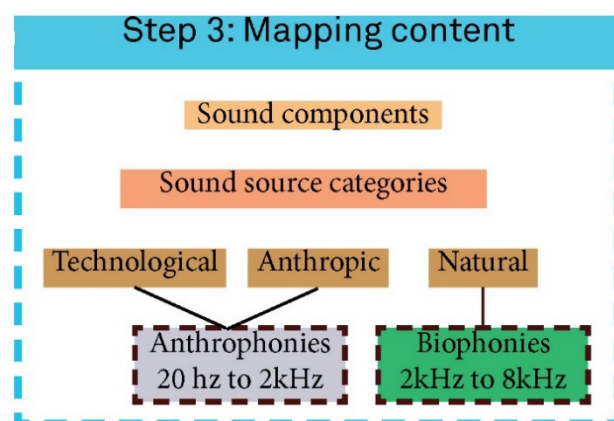 Step 3: Mapping content
Sound components
Sound source categories
Technological
Anthropic
Natural
Anthrophonies
20 hz to 2kHz
Biophonies
2kHz to 8kHz